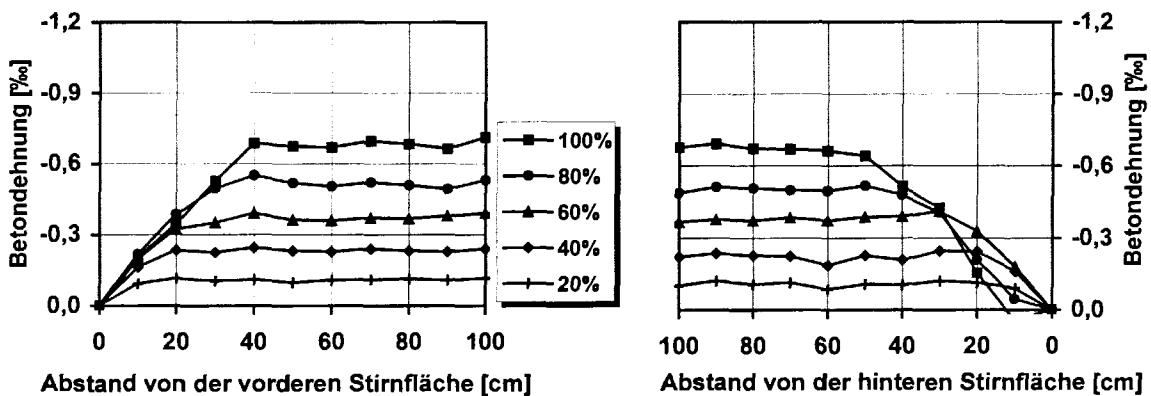 -1,2
-0,9
-0,6
-0,3
0,0
Betondehnung [‰]
0 20 40 60 80 100
Abstand von der vorderen Stirnfläche [cm]
100%
80%
60%
40%
20%
-1,2
-0,9
-0,6
-0,3
0,0
Betondehnung [‰]
100 80 60 40 20 0
Abstand von der hinteren Stirnfläche [cm]